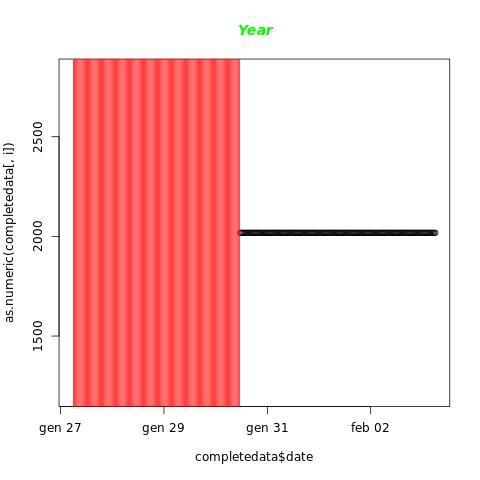 Year
as.numeric(completedata[, i])
2500
2000
1500
gen 27
gen 29
gen 31
feb 02
completedata$date